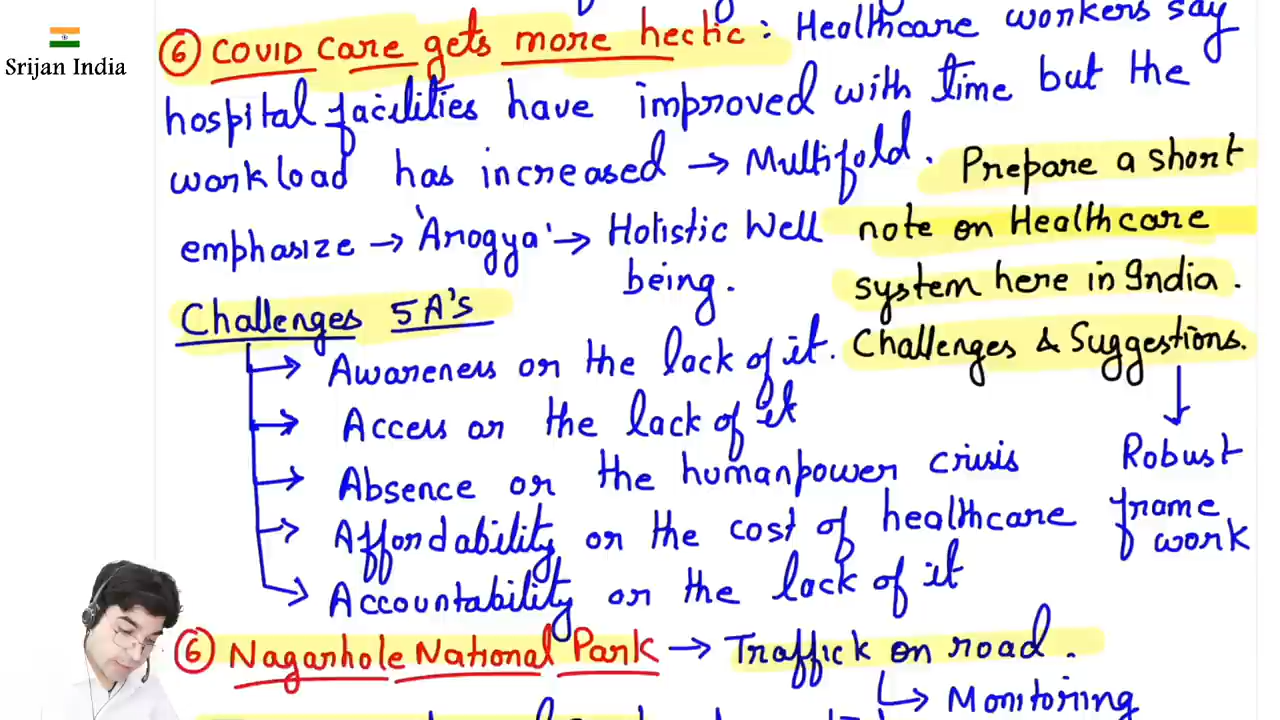 Srijan India
⑥ COVID Care gets more hectic : Healthcare workers say
hospital facilities have improved with time but the
workload has increased → Multifold.
emphasize → 'Arogya' → Holistic Well
being.
Prepare a short
note on Healthcare
system here in India.
Challenges & Suggestions.
Robust
frame
work
Challenges 5A's
→ Awareness or the lack of it.
→ Access or the lack of it
→ Absence or the humanpower crisis
→ Affordability or the cost of healthcare
→ Accountability or the lack of it
⑥ Nagarhole National Park → Traffick on road.
→ Monitoring